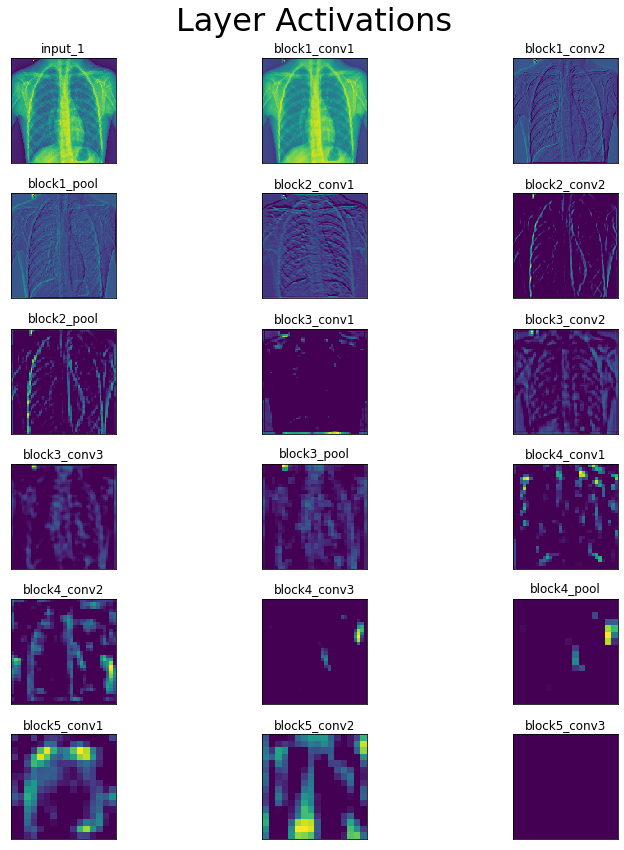 Layer Activations
input_1
block1_conv1
block1_conv2
block1_pool
block2_conv1
block2_conv2
block2_pool
block3_conv1
block3_conv2
block3_conv3
block3_pool
block4_conv1
block4_conv2
block4_conv3
block4_pool
block5_conv1
block5_conv2
block5_conv3